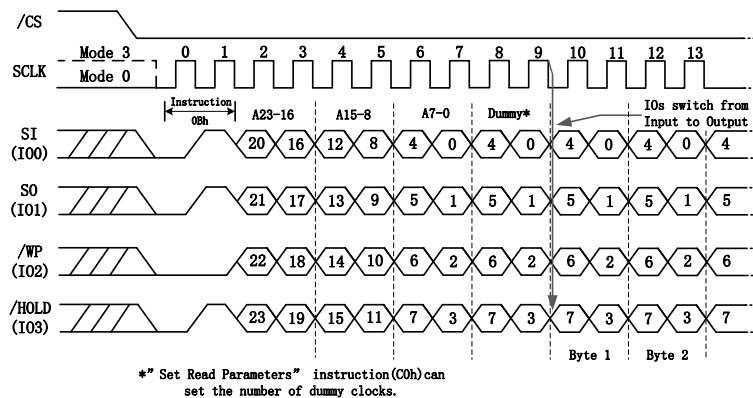 /CS
Mode 3 0 1 2 3 4 5 6 7 8 9 10 11 12 13
SCLK
Mode 0
Instruction
0Bh
A23-16 A15-8 A7-0 Dummy*
IOs switch from
Input to Output
SI
(IO0)
20 16 12 8 4 0 4 0 4 0 4 0 4
SO
(IO1)
21 17 13 9 5 1 5 1 5 1 5 1 5
/WP
(IO2)
22 18 14 10 6 2 6 2 6 2 6 2 6
/HOLD
(IO3)
23 19 15 11 7 3 7 3 7 3 7 3 7
Byte 1 Byte 2
*" Set Read Parameters" instruction(C0h)can
set the number of dummy clocks.